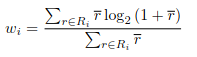 w_i = \frac{\sum_{r \in R_i} \overline{r} \log_2 (1 + \overline{r})}{\sum_{r \in R_i} \overline{r}}